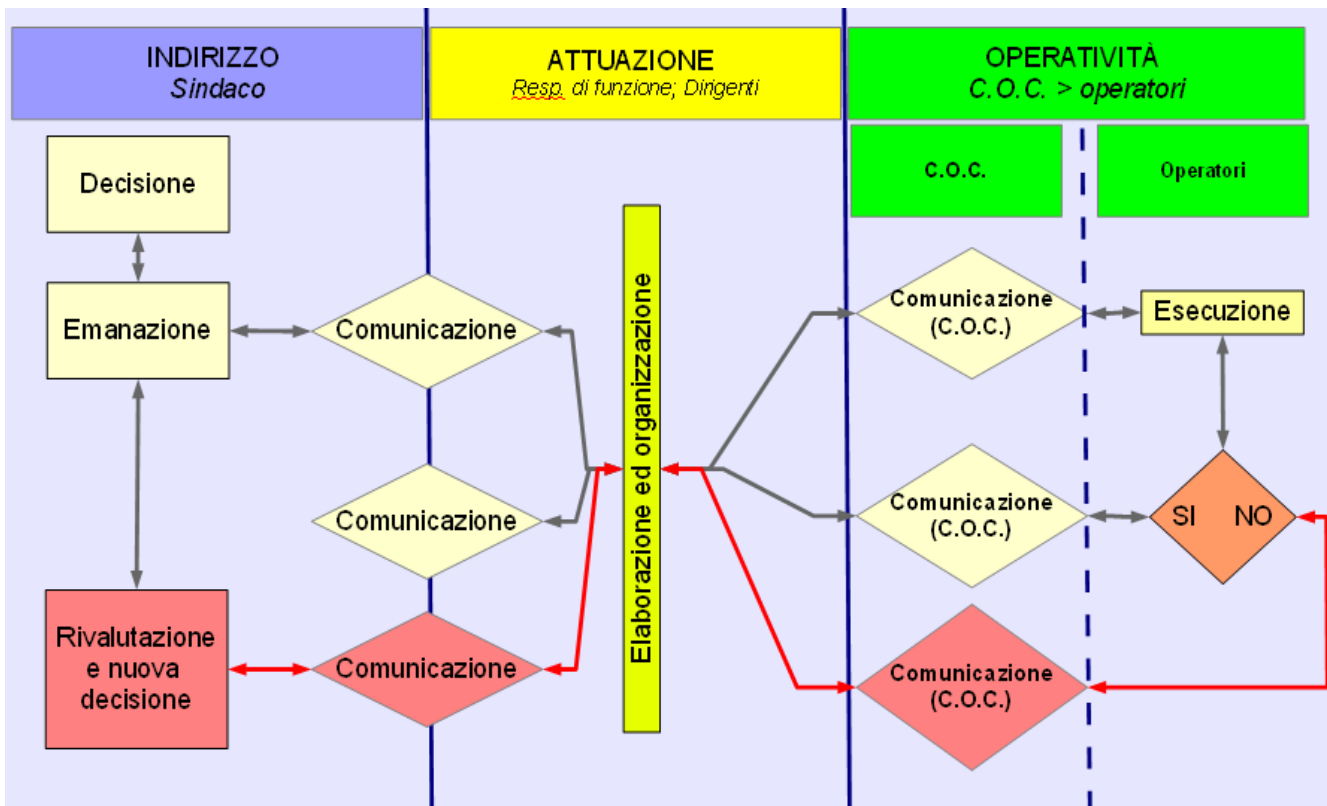 INDIRIZZO
Sindaco
ATTUAZIONE
Resp. di funzione; Dirigenti
OPERATIVITÀ
C.O.C. > operatori
C.O.C.
Operatori
Decisione
Emanazione
Comunicazione
Comunicazione
Rivalutazione
e nuova
decisione
Comunicazione
Elaborazione ed organizzazione
Comunicazione
(C.O.C.)
Esecuzione
Comunicazione
(C.O.C.)
SI NO
Comunicazione
(C.O.C.)